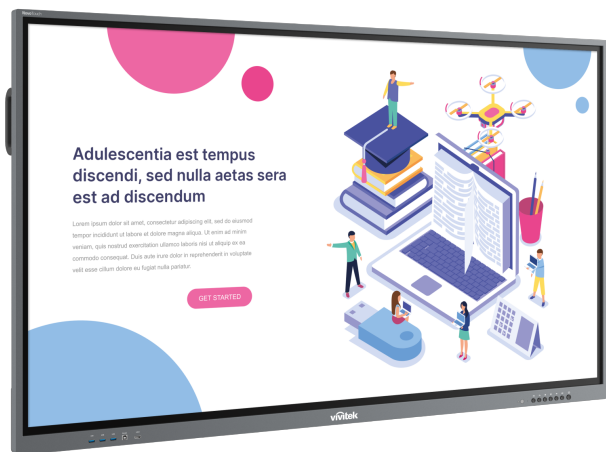 Adulescentia est tempus
discendi, sed nulla aetas sera
est ad discendum
Lorem ipsum dolor sit amet, consectetur adipiscing elit, sed do eiusmod
tempor incididunt ut labore et dolore magna aliqua. Ut enim ad minim
veniam, quis nostrud exercitation ullamco laboris nisi ut aliquip ex ea
commodo consequat. Duis aute irure dolor in reprehenderit in voluptate
velit esse cillum dolore eu fugiat nulla pariatur.
GET STARTED
vivitek